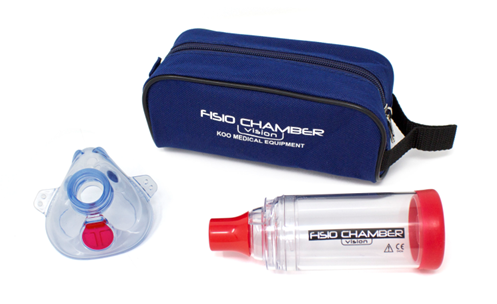 FISIO CHAMBER
vision
KOO MEDICAL EQUIPMENT
FISIO CHAMBER
vision
CE